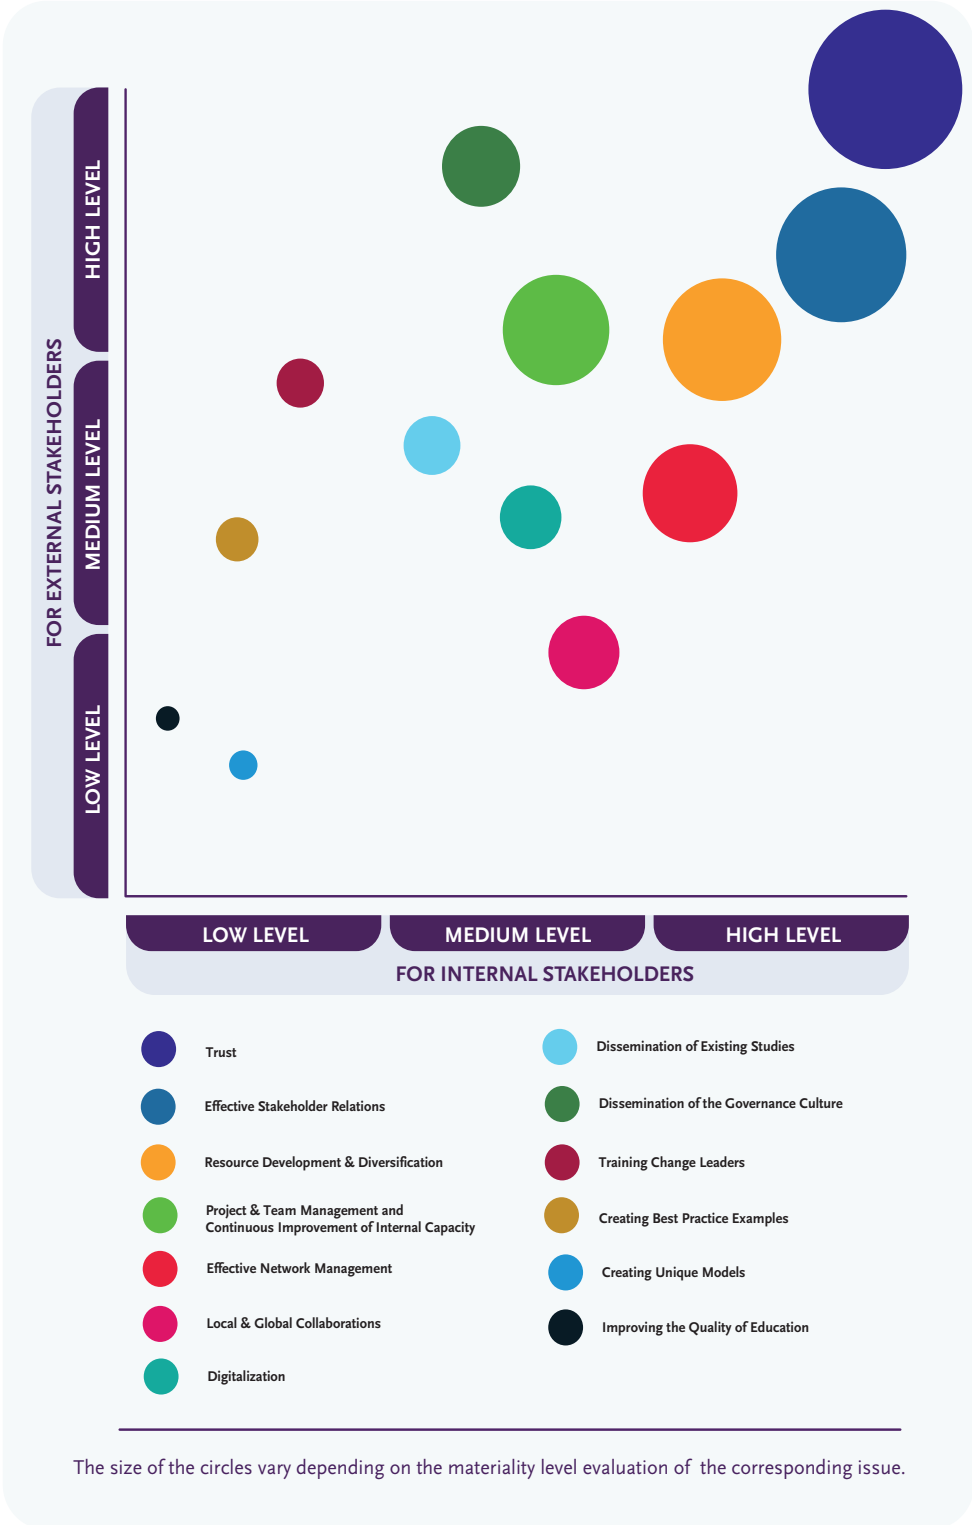 HIGH LEVEL
MEDIUM LEVEL
LOW LEVEL
FOR EXTERNAL STAKEHOLDERS
LOW LEVEL
MEDIUM LEVEL
HIGH LEVEL
FOR INTERNAL STAKEHOLDERS
Trust
Effective Stakeholder Relations
Resource Development & Diversification
Project & Team Management and
Continuous Improvement of Internal Capacity
Effective Network Management
Local & Global Collaborations
Digitalization
Dissemination of Existing Studies
Dissemination of the Governance Culture
Training Change Leaders
Creating Best Practice Examples
Creating Unique Models
Improving the Quality of Education
The size of the circles vary depending on the materiality level evaluation of the corresponding issue.